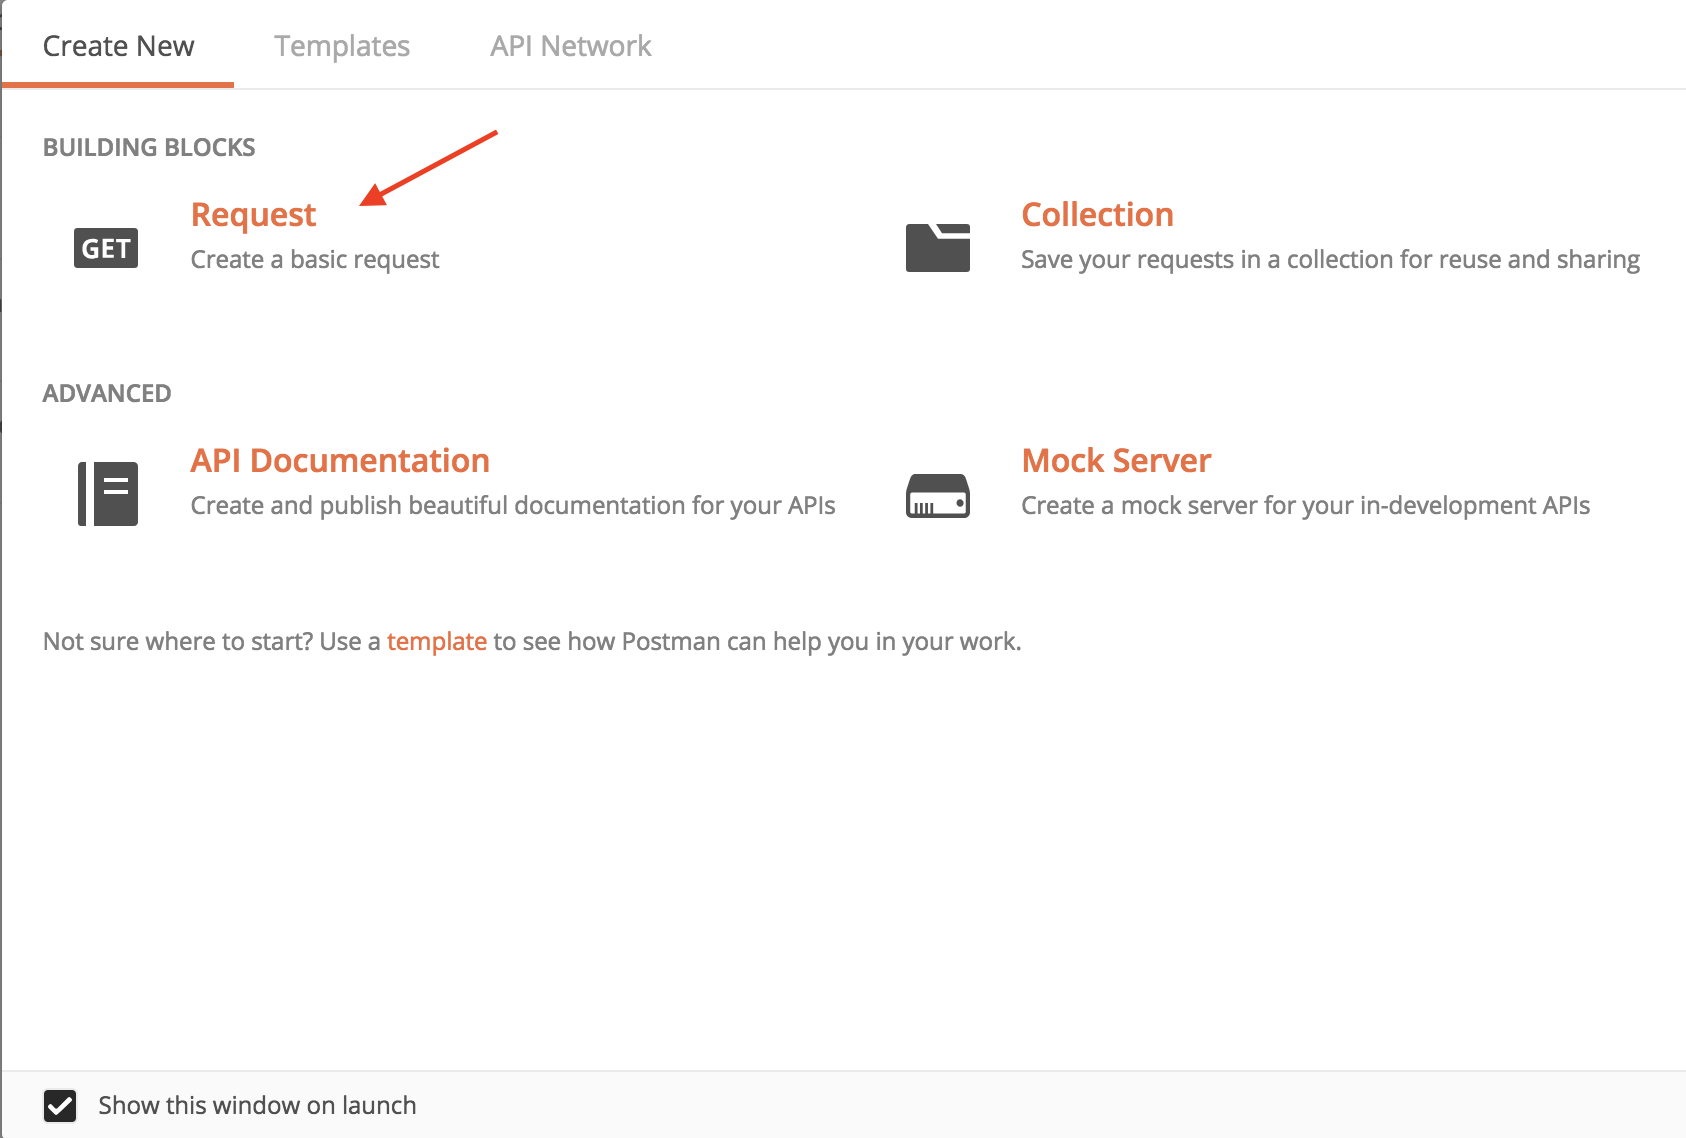 Create New
Templates
API Network
BUILDING BLOCKS
GET
Request
Create a basic request
Collection
Save your requests in a collection for reuse and sharing
ADVANCED
API Documentation
Create and publish beautiful documentation for your APIs
Mock Server
Create a mock server for your in-development APIs
Not sure where to start? Use a template to see how Postman can help you in your work.
Show this window on launch